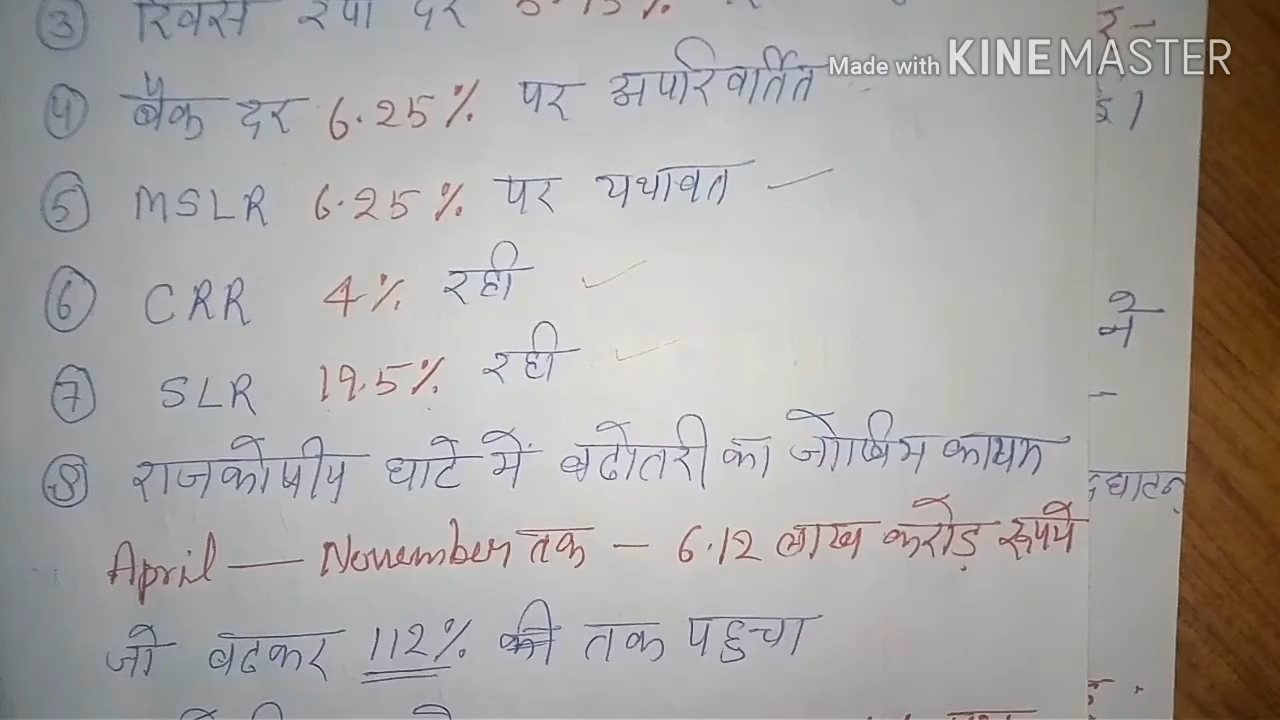 ③ रिवर्स रेपो दर
Made with KINEMASTER
④ बैंक दर 6.25% पर अपरिवर्तित
⑤ MSLR 6.25% पर यथावत
⑥ CRR 4% रही
⑦ SLR 19.5% रही
⑧ राजकोषीय घाटे में बढोतरी का जोखिम कायम
April — November तक — 6.12 लाख करोड़ रूपये
जो बढकर 112% की तक पहुचा